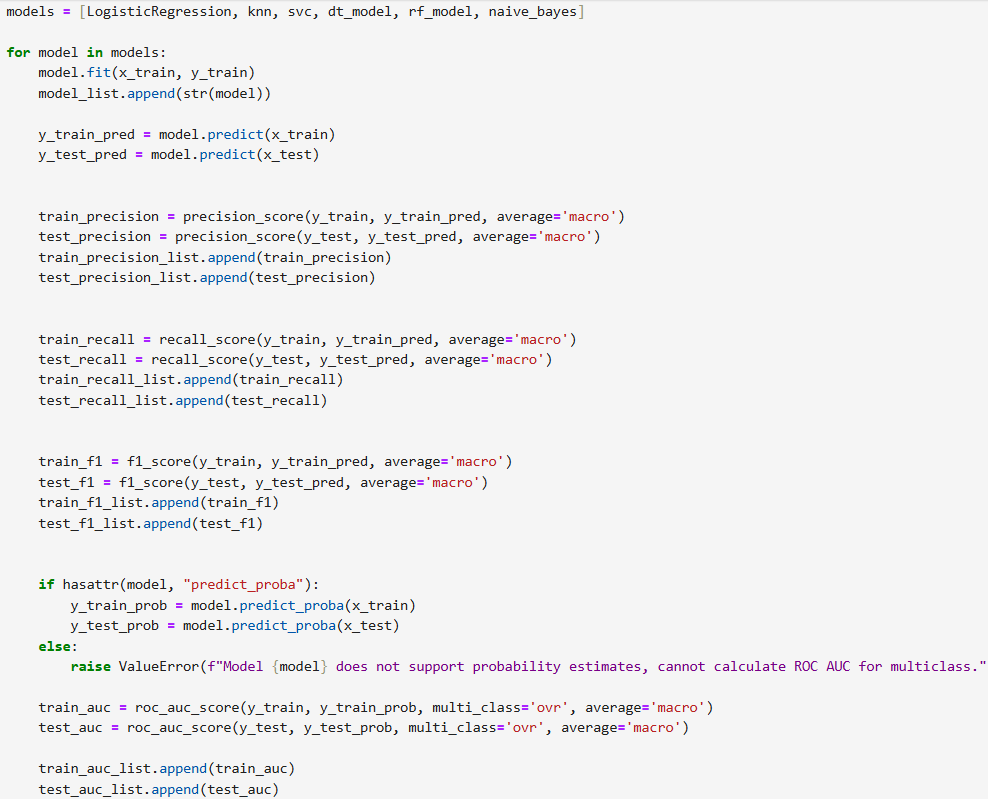 models = [LogisticRegression, knn, svc, dt_model, rf_model, naive_bayes]
for model in models:
    model.fit(x_train, y_train)
    model_list.append(str(model))
    y_train_pred = model.predict(x_train)
    y_test_pred = model.predict(x_test)
    train_precision = precision_score(y_train, y_train_pred, average='macro')
    test_precision = precision_score(y_test, y_test_pred, average='macro')
    train_precision_list.append(train_precision)
    test_precision_list.append(test_precision)
    train_recall = recall_score(y_train, y_train_pred, average='macro')
    test_recall = recall_score(y_test, y_test_pred, average='macro')
    train_recall_list.append(train_recall)
    test_recall_list.append(test_recall)
    train_f1 = f1_score(y_train, y_train_pred, average='macro')
    test_f1 = f1_score(y_test, y_test_pred, average='macro')
    train_f1_list.append(train_f1)
    test_f1_list.append(test_f1)
    if hasattr(model, "predict_proba"):
        y_train_prob = model.predict_proba(x_train)
        y_test_prob = model.predict_proba(x_test)
    else:
        raise ValueError(f"Model {model} does not support probability estimates, cannot calculate ROC AUC for multiclass."
    train_auc = roc_auc_score(y_train, y_train_prob, multi_class='ovr', average='macro')
    test_auc = roc_auc_score(y_test, y_test_prob, multi_class='ovr', average='macro')
    train_auc_list.append(train_auc)
    test_auc_list.append(test_auc)